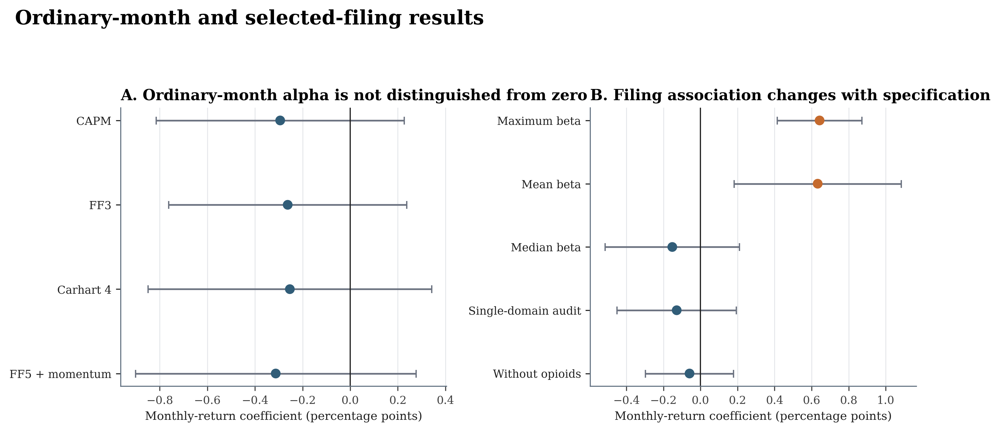 Ordinary-month and selected-filing results
A. Ordinary-month alpha is not distinguished from zero
CAPM
FF3
Carhart 4
FF5 + momentum
−0.8 −0.6 −0.4 −0.2 0.0 0.2 0.4
Monthly-return coefficient (percentage points)
B. Filing association changes with specification
Maximum beta
Mean beta
Median beta
Single-domain audit
Without opioids
−0.4 −0.2 0.0 0.2 0.4 0.6 0.8 1.0
Monthly-return coefficient (percentage points)